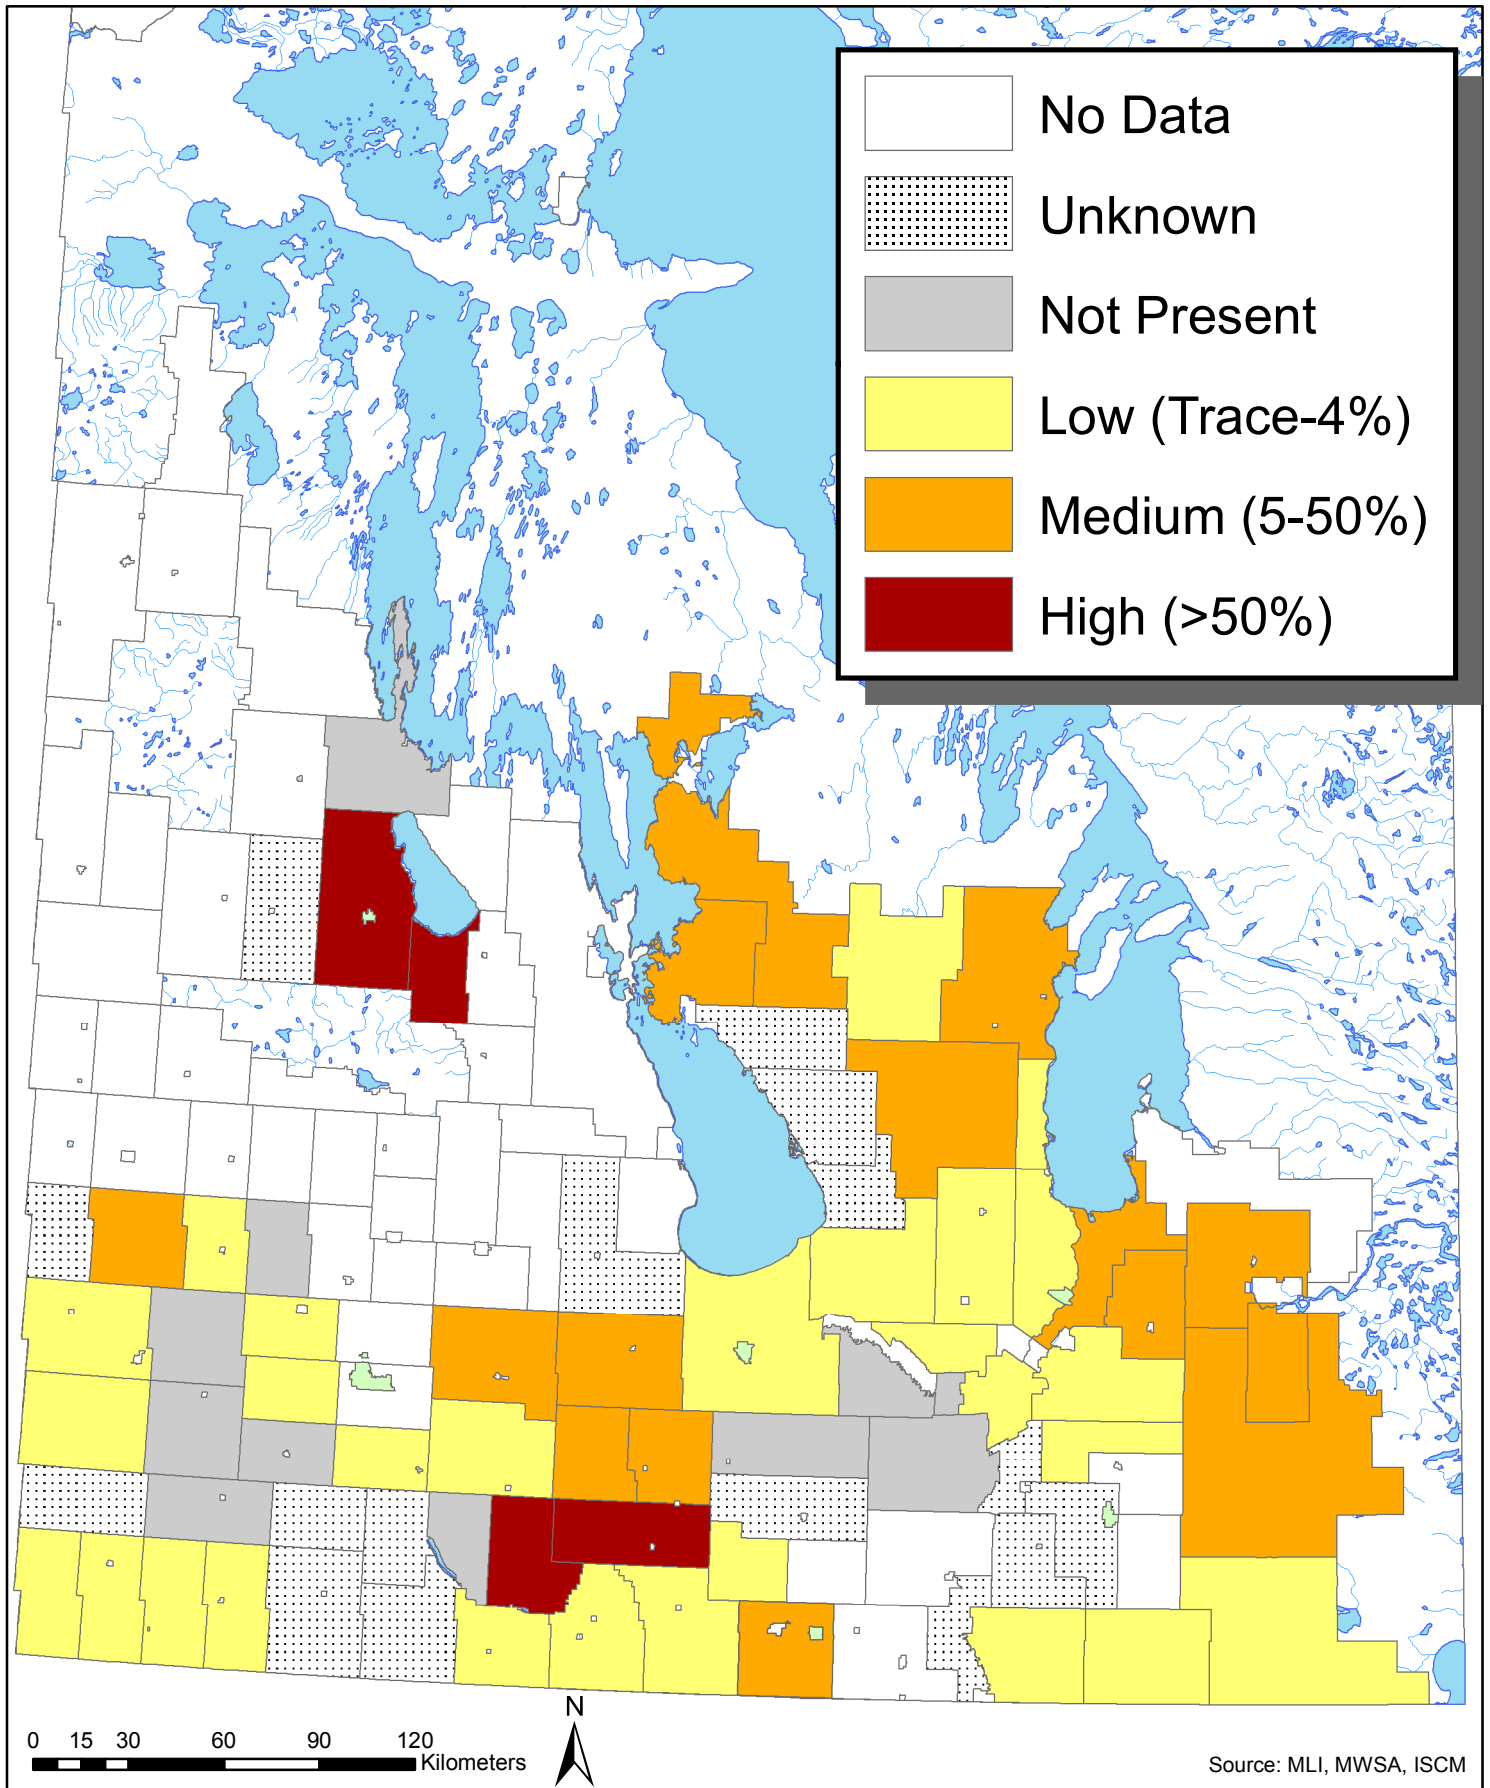 No Data
Unknown
Not Present
Low (Trace-4%)
Medium (5-50%)
High (>50%)
N
0 15 30 60 90 120
Kilometers
Source: MLI, MWSA, ISCM